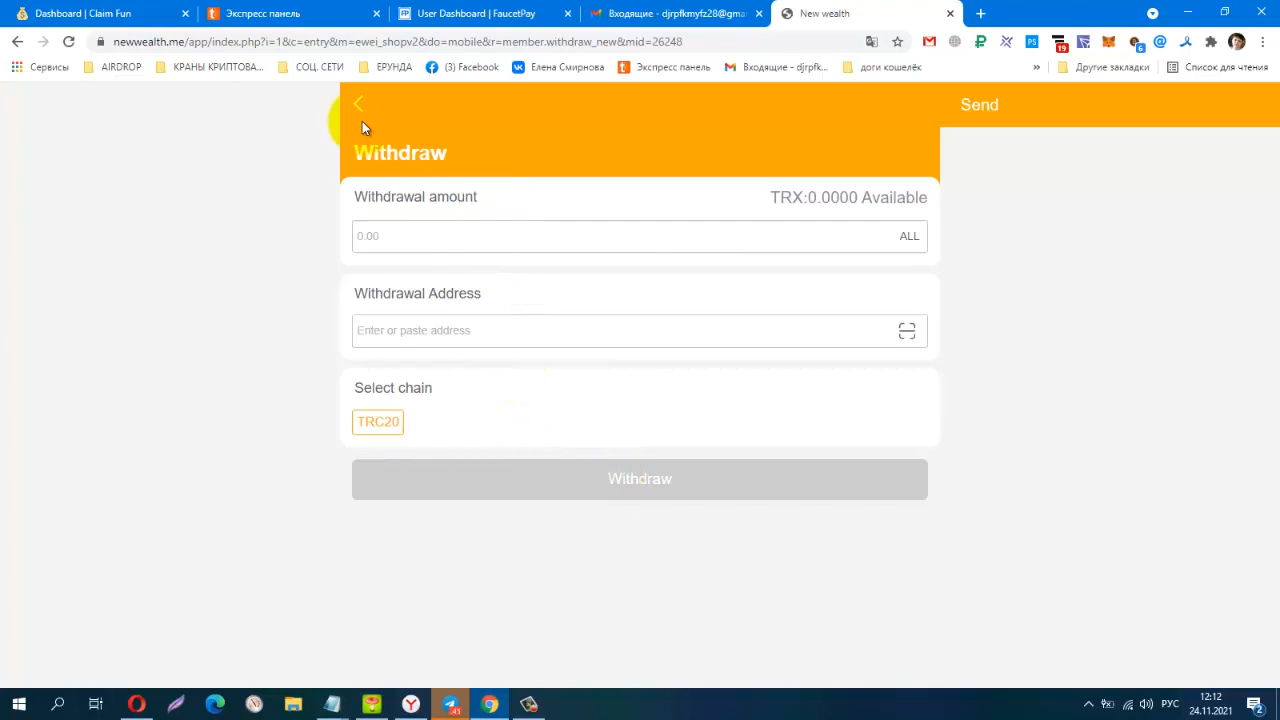 Dashboard | Claim Fun
Экспресс панель
User Dashboard | FaucetPay
Входящие - djrpfkmyfz28@gma
New wealth
newwealth.me/app/index.php?i=1&c=entry&m=ewei_shopv2&do=mobile&r=member.withdraw_new&mid=26248
19
6
Сервисы
AIRDROP
КРАНЫ КРИПТОВА...
СОЦ. СЕТИ
ЕРУНДА
(3) Facebook
Елена Смирнова
Экспресс панель
Входящие - djrpfk...
доги кошелёк
»
Другие закладки
Список для чтения
Send
Withdraw
Withdrawal amount
TRX:0.0000 Available
0.00
ALL
Withdrawal Address
Enter or paste address
Select chain
TRC20
Withdraw
РУС
12:12
24.11.2021
2